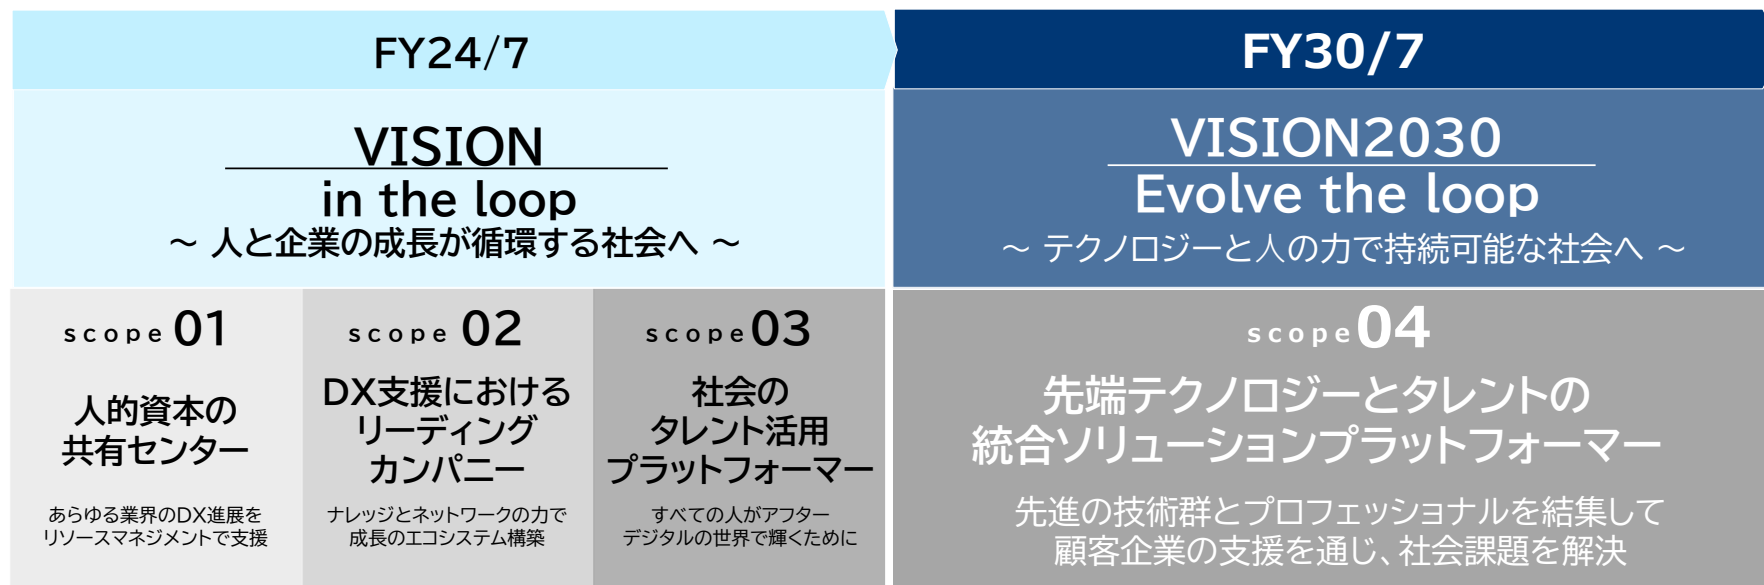 FY24/7
VISION
in the loop
～ 人と企業の成長が循環する社会へ ～
scope 01
人的資本の
共有センター
あらゆる業界のDX進展を
リソースマネジメントで支援
scope 02
DX支援における
リーディング
カンパニー
ナレッジとネットワークの力で
成長のエコシステム構築
scope 03
社会の
タレント活用
プラットフォーマー
すべての人がアフター
デジタルの世界で輝くために
FY30/7
VISION2030
Evolve the loop
～ テクノロジーと人の力で持続可能な社会へ ～
scope 04
先端テクノロジーとタレントの
統合ソリューションプラットフォーマー
先進の技術群とプロフェッショナルを結集して
顧客企業の支援を通じ、社会課題を解決